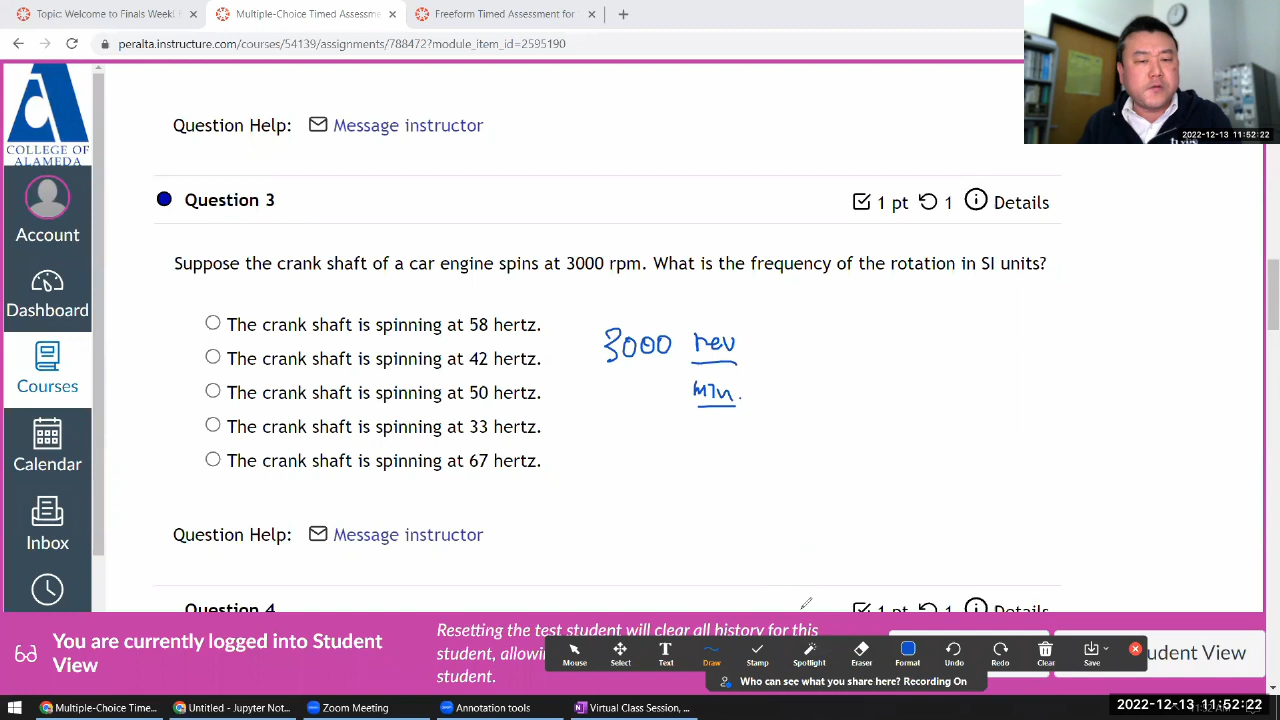 Topic: Welcome to Finals Week!
Multiple-Choice Timed Assessme
Freeform Timed Assessment for
peralta.instructure.com/courses/54139/assignments/788472?module_item_id=2595190
2022-12-13 11:52:22
COLLEGE OF
ALAMEDA
Account
Dashboard
Courses
Calendar
Inbox
Question Help: Message instructor
Question 3
1 pt 1 Details
Suppose the crank shaft of a car engine spins at 3000 rpm. What is the frequency of the rotation in SI units?
The crank shaft is spinning at 58 hertz.
The crank shaft is spinning at 42 hertz.
The crank shaft is spinning at 50 hertz.
The crank shaft is spinning at 33 hertz.
The crank shaft is spinning at 67 hertz.
3000 rev
min.
Question Help: Message instructor
Question 4
1 pt 1 Details
You are currently logged into Student
View
Resetting the test student will clear all history for this
student, allowin
student.
tudent View
Mouse Select Text Draw Stamp Spotlight Eraser Format Undo Redo Clear Save
Who can see what you share here? Recording On
Multiple-Choice Time...
Untitled - Jupyter Not...
Zoom Meeting
Annotation tools
Virtual Class Session, ...
2022-12-13 11:52:22